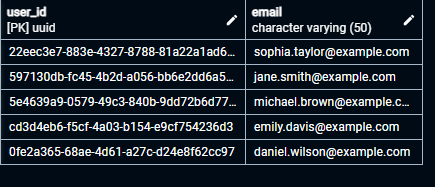 user_id email
[PK] uuid character varying (50)
22eec3e7-883e-4327-8788-81a22a1ad6... sophia.taylor@example.com
597130db-fc45-4b2d-a056-bb6e2dd6a5... jane.smith@example.com
5e4639a9-0579-49c3-840b-9dd72b6d77... michael.brown@example.c...
cd3d4eb6-f5cf-4a03-b154-e9cf754236d3 emily.davis@example.com
0fe2a365-68ae-4d61-a27c-d24e8f62cc97 daniel.wilson@example.com